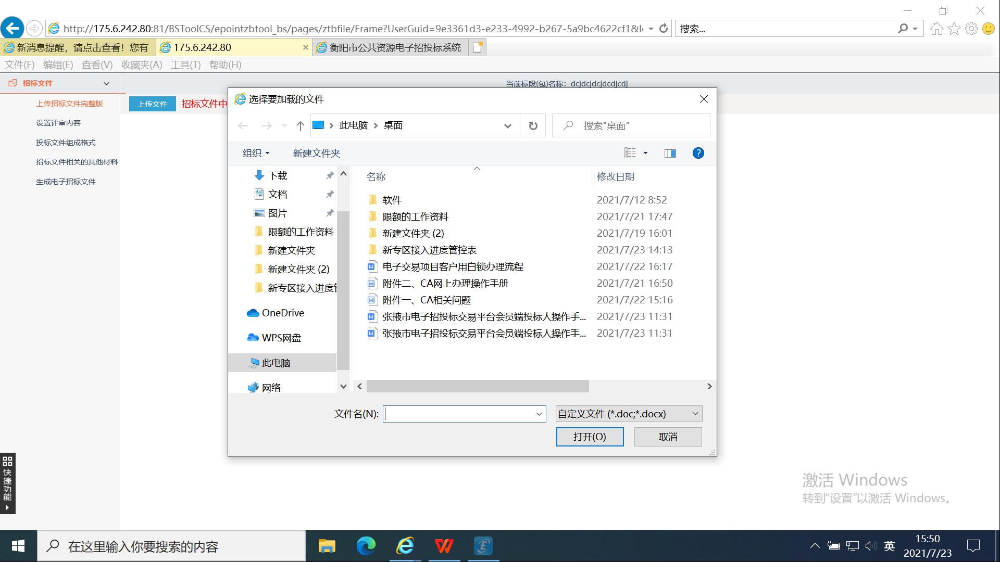 http://175.6.242.80:81/BSToolCS/epointzbtool_bs/pages/ztbfile/Frame?UserGuid=9e3361d3-e233-4992-b267-5a9bc4622cf1&l
搜索...
新消息提醒，请点击查看！您有
175.6.242.80
衡阳市公共资源电子招投标系统
文件(F) 编辑(E) 查看(V) 收藏夹(A) 工具(T) 帮助(H)
招标文件
当前标段(包)名称：dcjdcjdcjdcdjcdj
上传招标文件完整版
设置评审内容
投标文件组成格式
招标文件相关的其他材料
生成电子招标文件
上传文件
招标文件中
选择要加载的文件
此电脑 > 桌面
搜索"桌面"
组织
新建文件夹
下载
文档
图片
限额的工作资料
新建文件夹
新建文件夹 (2)
新专区接入进度
OneDrive
WPS网盘
此电脑
网络
名称 修改日期
软件 2021/7/12 8:52
限额的工作资料 2021/7/21 17:47
新建文件夹 (2) 2021/7/19 16:01
新专区接入进度管控表 2021/7/23 14:13
电子交易项目客户用白锁办理流程 2021/7/22 16:17
附件二、CA网上办理操作手册 2021/7/21 16:50
附件一、CA相关问题 2021/7/22 15:16
张掖市电子招投标交易平台会员端投标人操作手... 2021/7/23 11:31
张掖市电子招投标交易平台会员端投标人操作手... 2021/7/23 11:31
文件名(N):
自定义文件 (*.doc;*.docx)
打开(O)
取消
快捷功能
激活 Windows
转到"设置"以激活 Windows。
在这里输入你要搜索的内容
英
15:50
2021/7/23